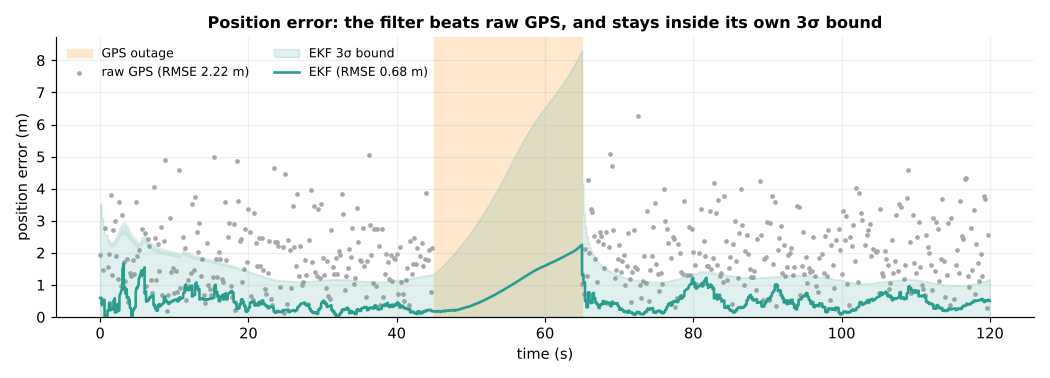 Position error: the filter beats raw GPS, and stays inside its own 3σ bound
GPS outage
raw GPS (RMSE 2.22 m)
EKF 3σ bound
EKF (RMSE 0.68 m)
position error (m)
8
7
6
5
4
3
2
1
0
0 20 40 60 80 100 120
time (s)